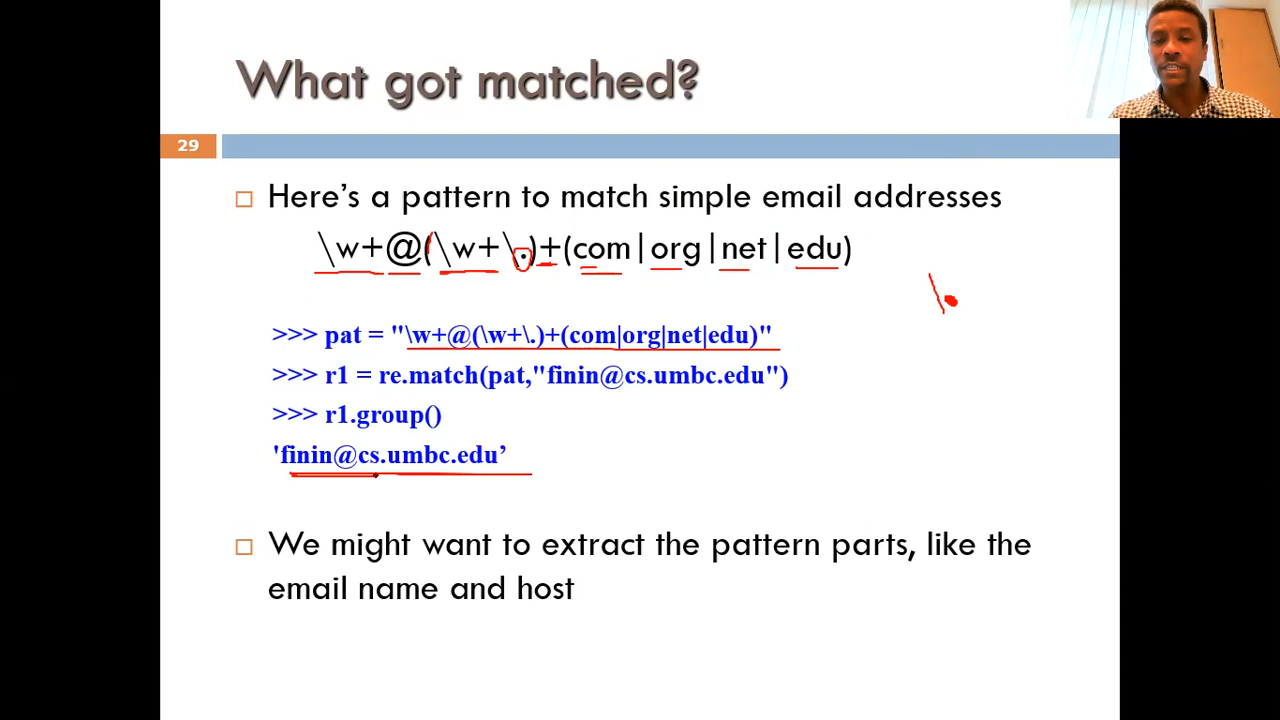 What got matched?
29
Here's a pattern to match simple email addresses
\w+@(\w+\.)+(com|org|net|edu)
>>> pat = "\w+@(\w+\.)+(com|org|net|edu)"
>>> r1 = re.match(pat,"finin@cs.umbc.edu")
>>> r1.group()
'finin@cs.umbc.edu’
We might want to extract the pattern parts, like the
email name and host
\.